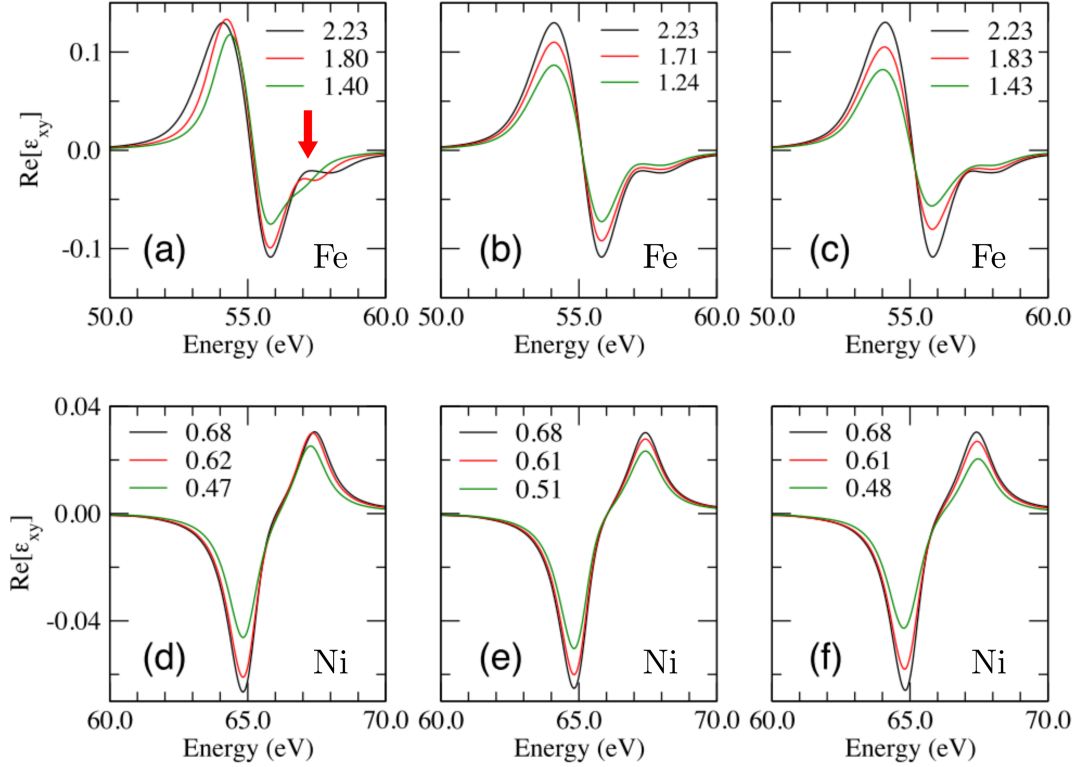 2.23
1.80
1.40
2.23
1.71
1.24
2.23
1.83
1.43
0.1
0.0
-0.1
Re[εxy]
(a) Fe
(b) Fe
(c) Fe
50.0 55.0 60.0
50.0 55.0 60.0
50.0 55.0 60.0
Energy (eV)
Energy (eV)
Energy (eV)
0.04
0.00
-0.04
Re[εxy]
0.68
0.62
0.47
0.68
0.61
0.51
0.68
0.61
0.48
(d) Ni
(e) Ni
(f) Ni
60.0 65.0 70.0
60.0 65.0 70.0
60.0 65.0 70.0
Energy (eV)
Energy (eV)
Energy (eV)